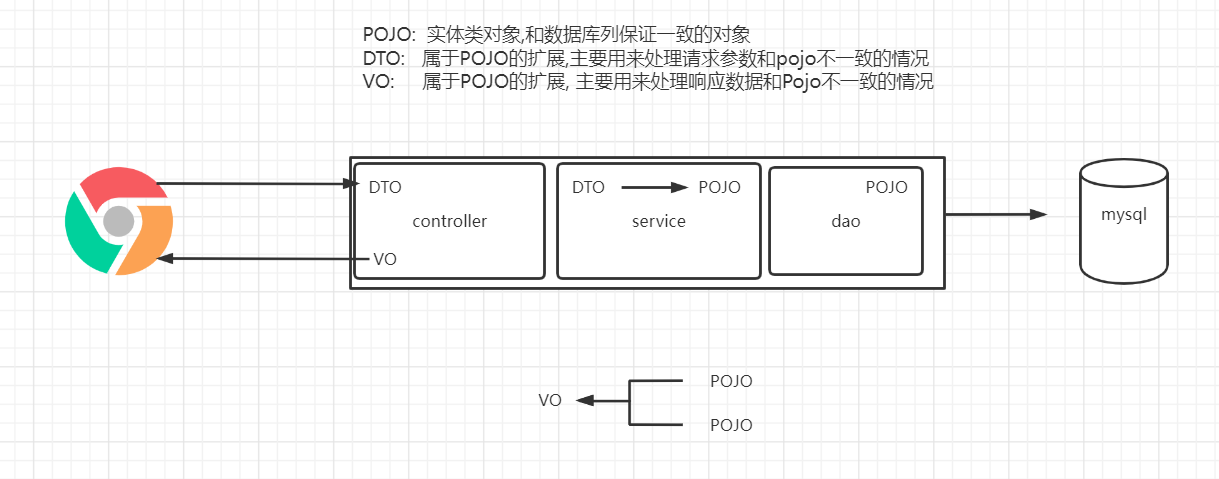 POJO: 实体类对象,和数据库列保证一致的对象
DTO: 属于POJO的扩展,主要用来处理请求参数和pojo不一致的情况
VO: 属于POJO的扩展, 主要用来处理响应数据和Pojo不一致的情况
DTO
controller
VO
DTO
POJO
service
POJO
dao
mysql
VO
POJO
POJO